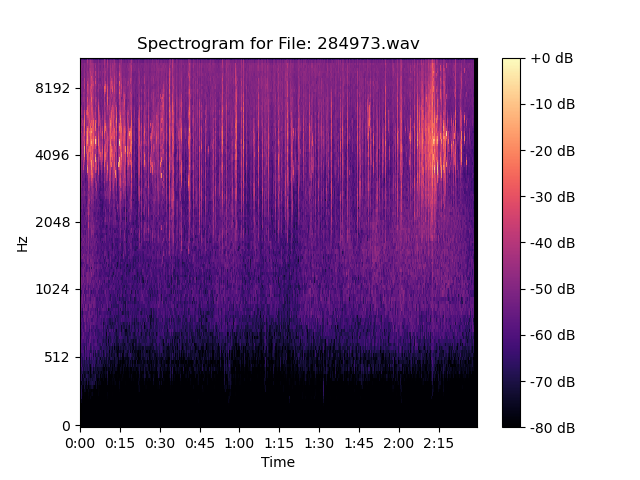 Spectrogram for File: 284973.wav
Hz
8192
4096
2048
1024
512
0
0:00 0:15 0:30 0:45 1:00 1:15 1:30 1:45 2:00 2:15
Time
+0 dB
-10 dB
-20 dB
-30 dB
-40 dB
-50 dB
-60 dB
-70 dB
-80 dB